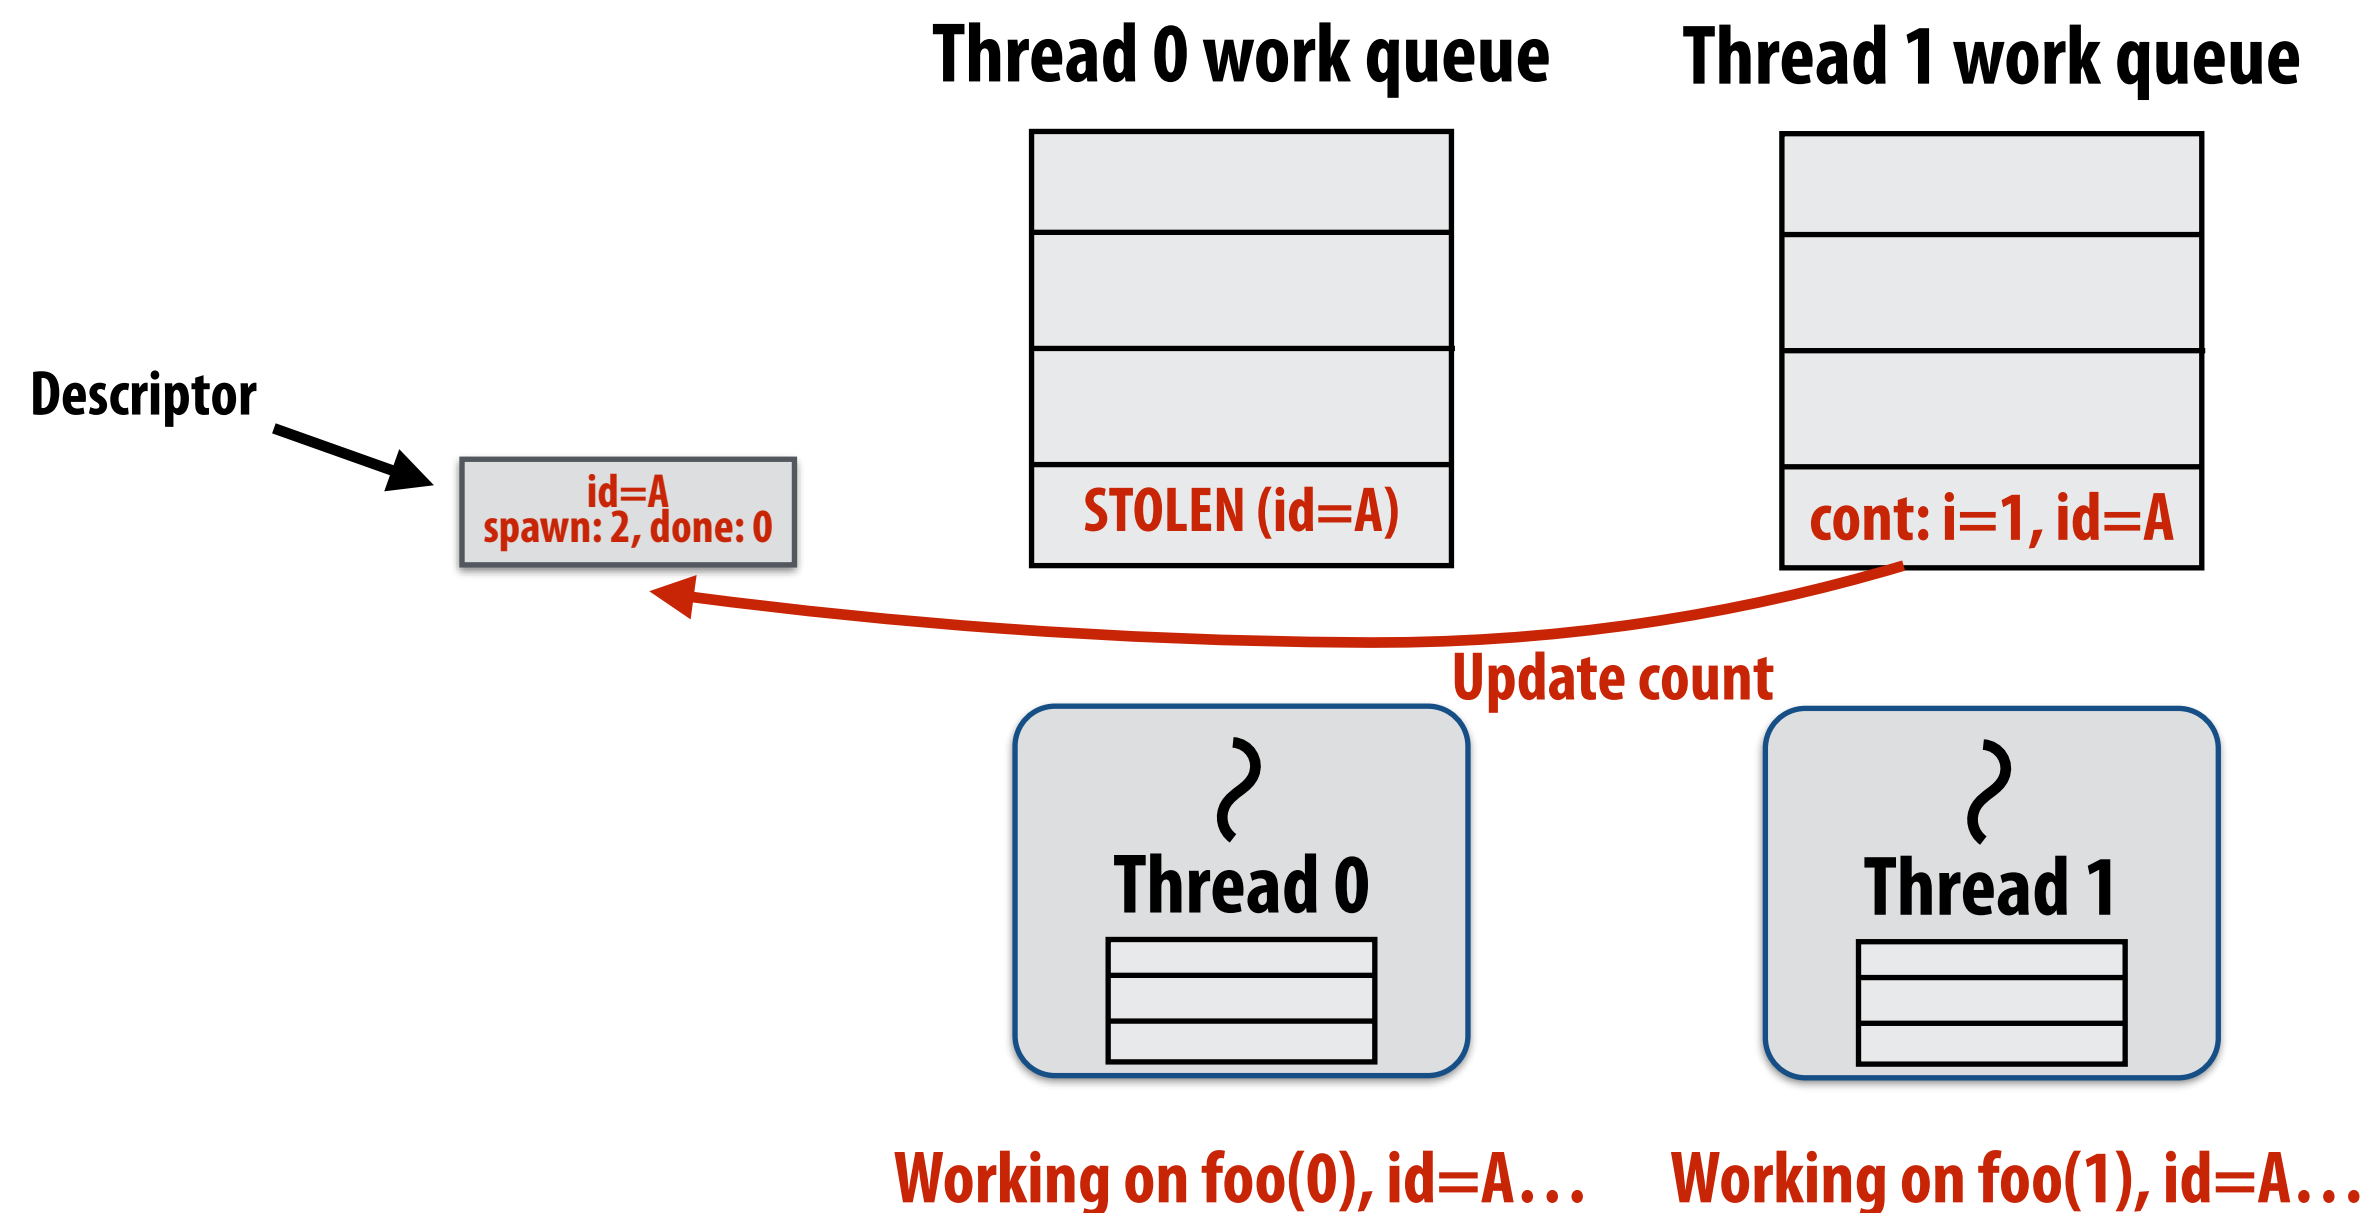 Thread 0 work queue
Thread 1 work queue
Descriptor
id=A
spawn: 2, done: 0
STOLEN (id=A)
cont: i=1, id=A
Update count
Thread 0
Thread 1
Working on foo(0), id=A…
Working on foo(1), id=A…